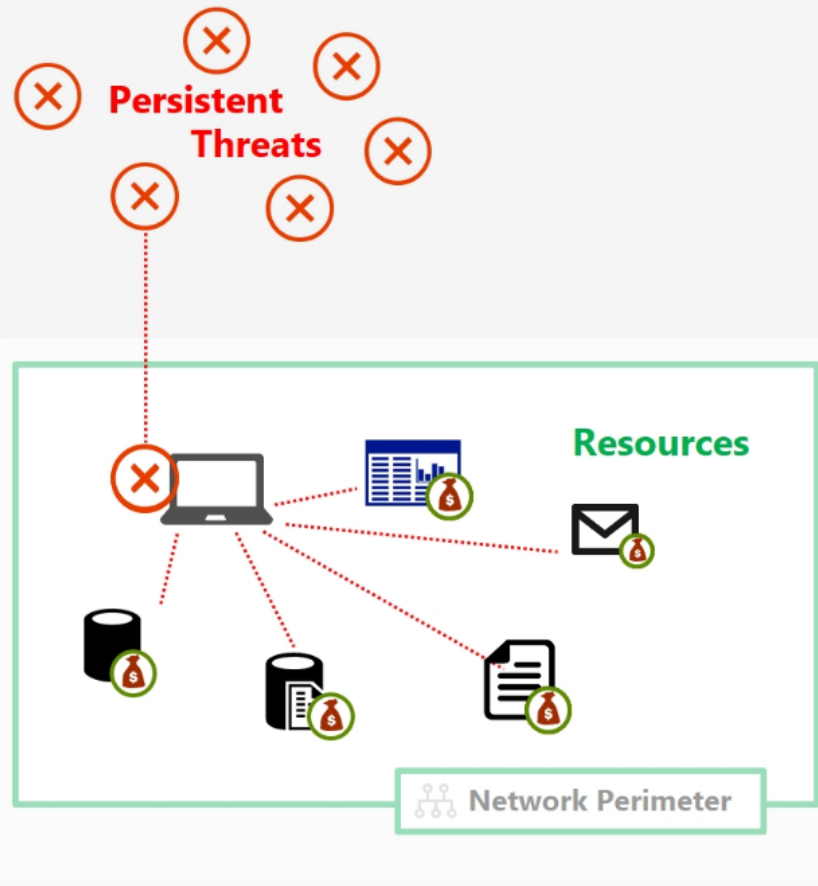 Persistent
Threats
Resources
$
$
$
$
$
Network Perimeter